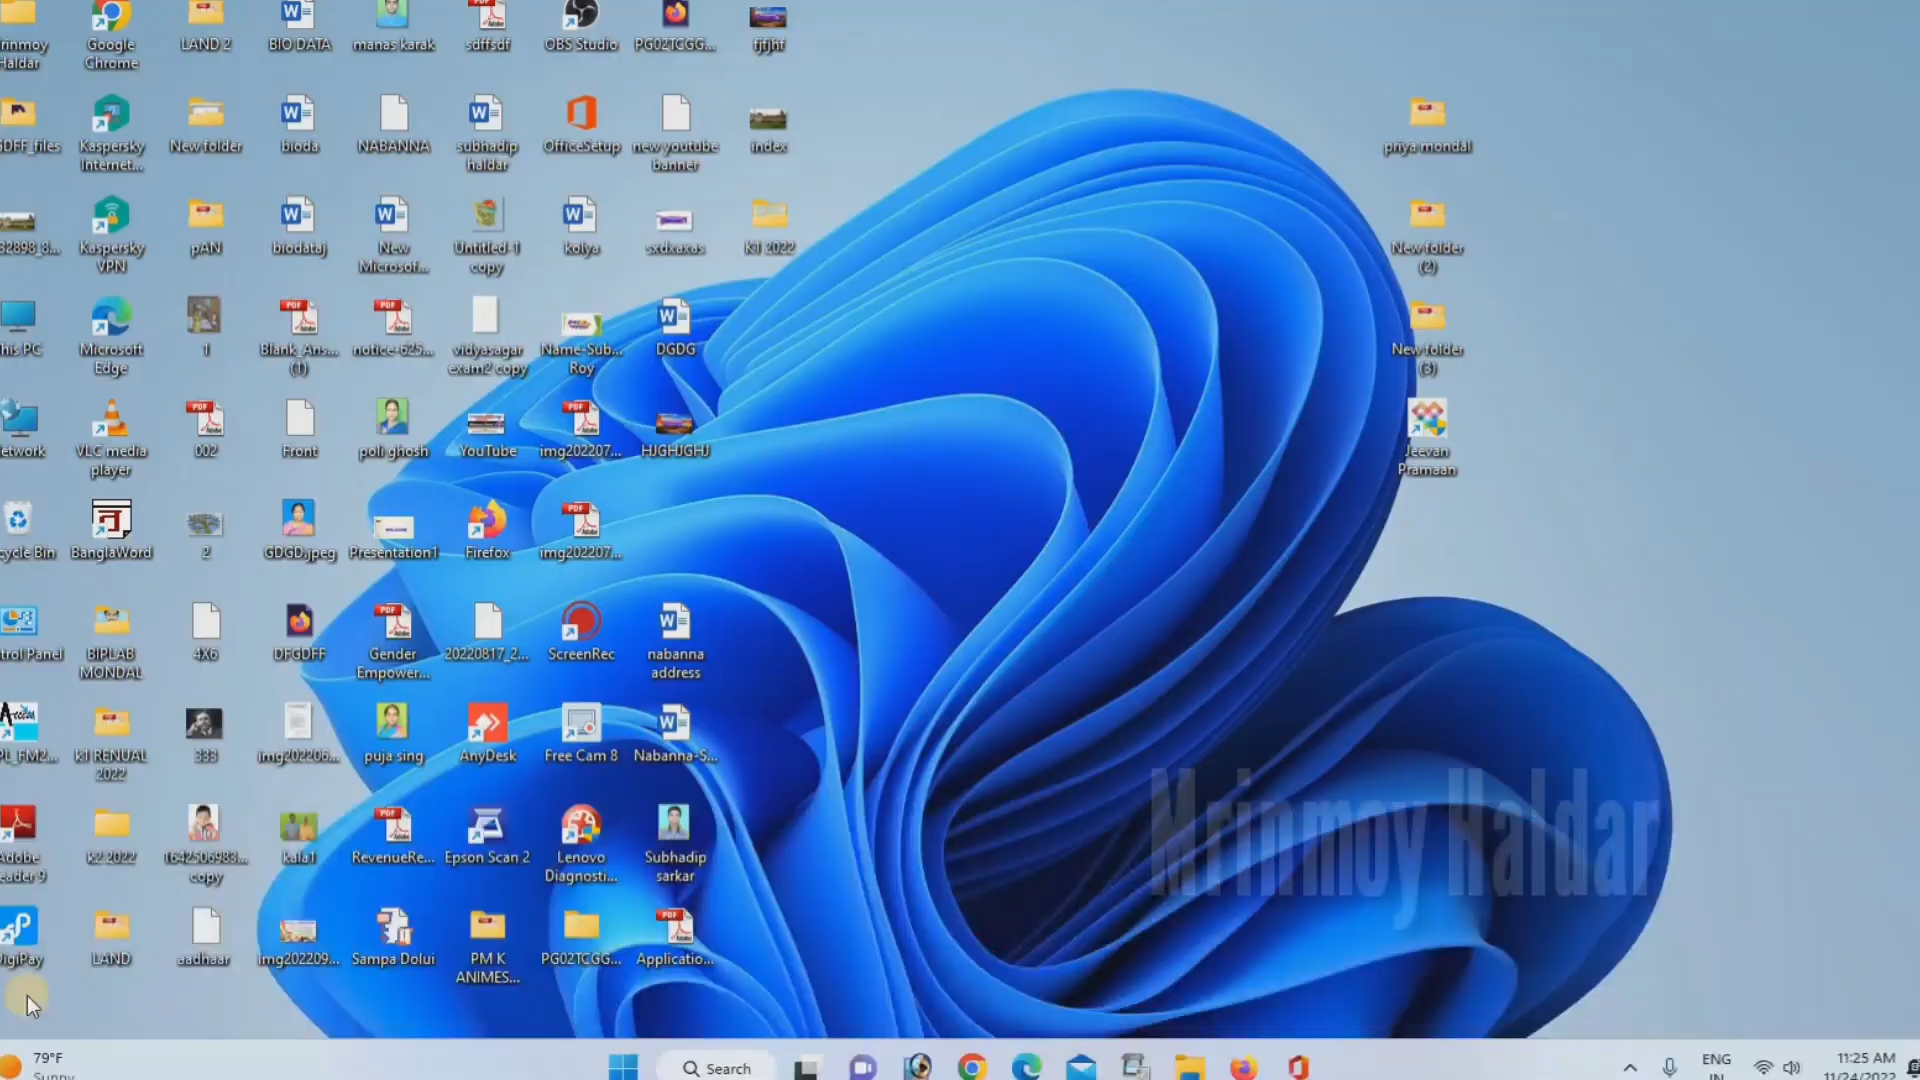 rinmoy
Haldar
Google
Chrome
LAND 2
BIO DATA
manas karak
sdffsdf
OBS Studio
PG02TCGG...
fjfjhf
DFF_files
Kaspersky
Internet...
New folder
bioda
NABANNA
subhadip
haldar
OfficeSetup
new youtube
banner
index
priya mondal
32898_8...
Kaspersky
VPN
pAN
biodataj
New
Microsof...
Untitled-1
copy
kolya
sxdxaxas
K1 2022
New folder
(2)
his PC
Microsoft
Edge
1
Blank_Ans...
(1)
notice-625...
vidyasagar
exam2 copy
Name-Sub...
Roy
DGDG
New folder
(3)
etwork
VLC media
player
002
Front
poli ghosh
YouTube
img202207...
HJGHJGHJ
Jeevan
Pramaan
cycle Bin
BanglaWord
2
GDGD.jpeg
Presentation1
Firefox
img202207...
trol Panel
BIPLAB
MONDAL
4X6
DFGDFF
Gender
Empower...
20220817_2...
ScreenRec
nabanna
address
PL_FM2...
k1 RENUAL
2022
333
img202206...
puja sing
AnyDesk
Free Cam 8
Nabanna-S...
Adobe
eader 9
k2 2022
1642506983...
copy
kala1
RevenueRe...
Epson Scan 2
Lenovo
Diagnosti...
Subhadip
sarkar
DigiPay
LAND
aadhaar
img202209...
Sampa Dolui
PM K
ANIMES...
PG02TCGG...
Applicatio...
Mrinmoy Haldar
79°F
Sunny
Search
ENG
IN
11:25 AM
11/24/2022